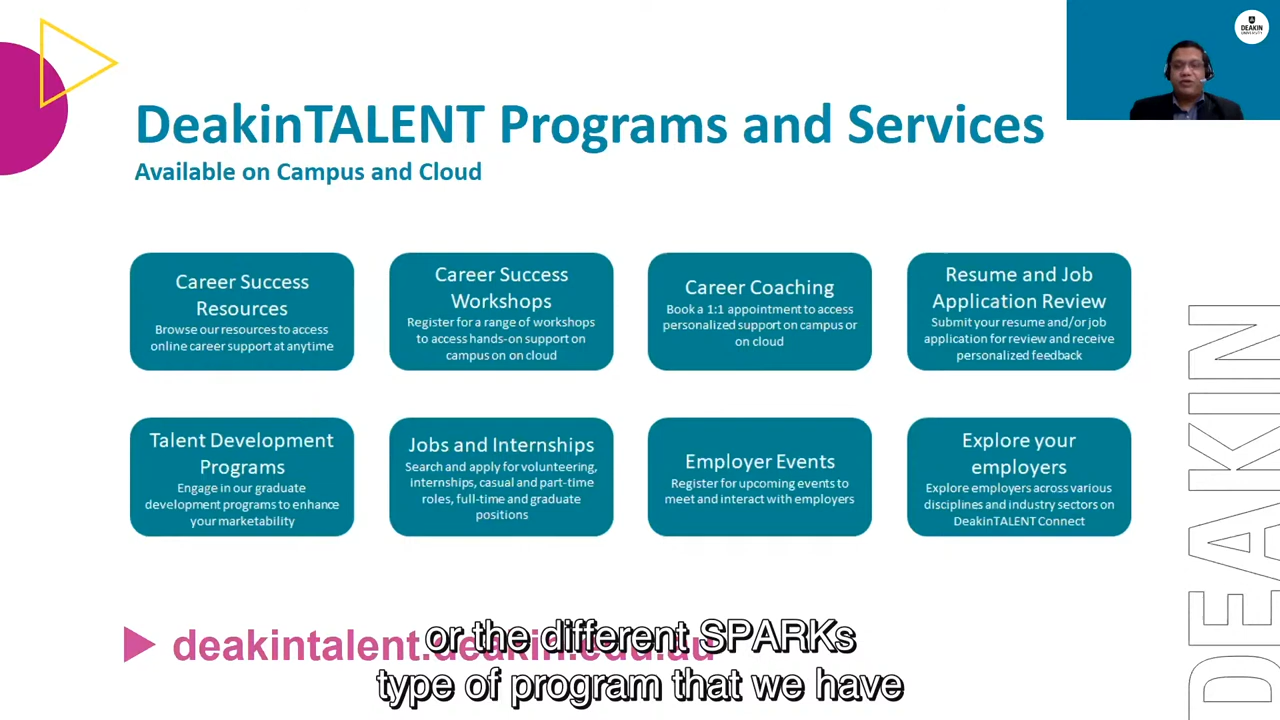 DEAKIN
UNIVERSITY
DeakinTALENT Programs and Services
Available on Campus and Cloud
Career Success
Resources
Browse our resources to access
online career support at anytime
Career Success
Workshops
Register for a range of workshops
to access hands-on support on
campus on on cloud
Career Coaching
Book a 1:1 appointment to access
personalized support on campus or
on cloud
Resume and Job
Application Review
Submit your resume and/or job
application for review and receive
personalized feedback
Talent Development
Programs
Engage in our graduate
development programs to enhance
your marketability
Jobs and Internships
Search and apply for volunteering,
internships, casual and part-time
roles, full-time and graduate
positions
Employer Events
Register for upcoming events to
meet and interact with employers
Explore your
employers
Explore employers across various
disciplines and industry sectors on
DeakinTALENT Connect
DEAKIN
deakintalent.deakin.edu.au
or the different SPARKs
type of program that we have